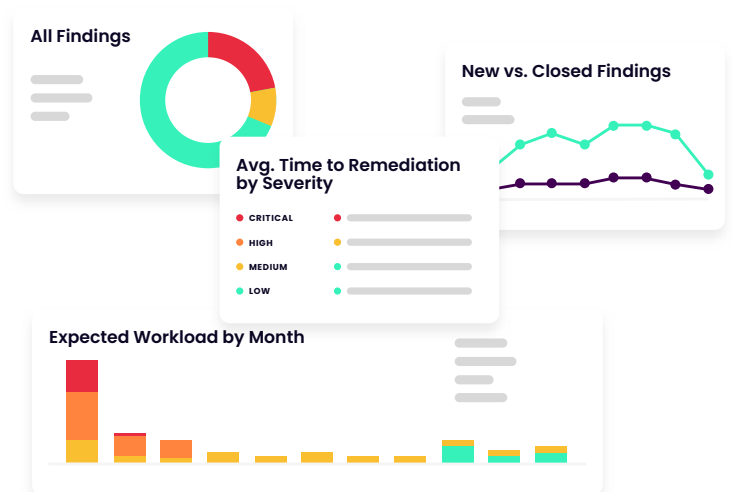 All Findings
New vs. Closed Findings
Avg. Time to Remediation
by Severity
CRITICAL
HIGH
MEDIUM
LOW
Expected Workload by Month